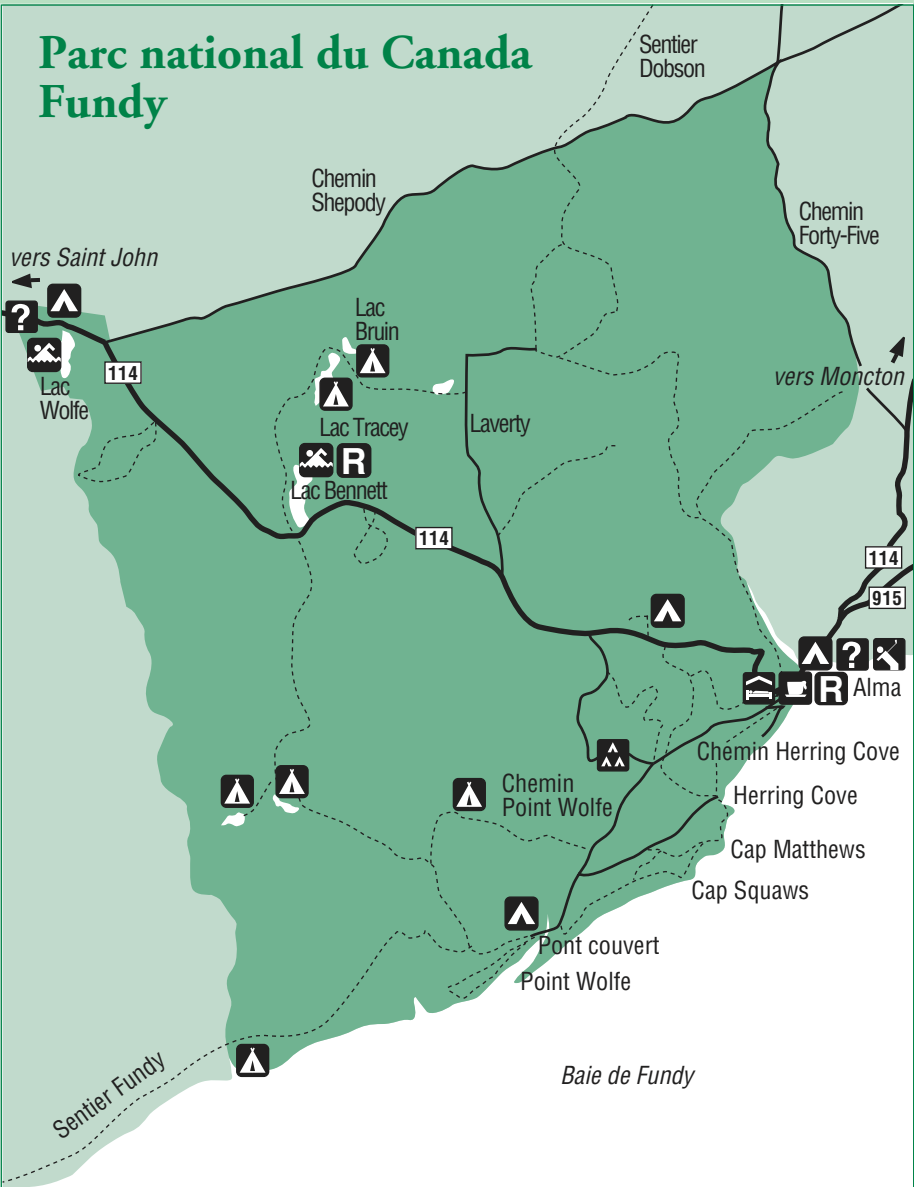 Parc national du Canada
Fundy
Sentier
Dobson
Chemin
Shepody
Chemin
Forty-Five
vers Saint John
?
Lac
Wolfe
114
Lac
Bruin
Lac Tracey
R
Lac Bennett
Laverty
vers Moncton
114
114
915
?
R
Alma
Chemin Herring Cove
Chemin
Point Wolfe
Herring Cove
Cap Matthews
Cap Squaws
Pont couvert
Point Wolfe
Sentier Fundy
Baie de Fundy